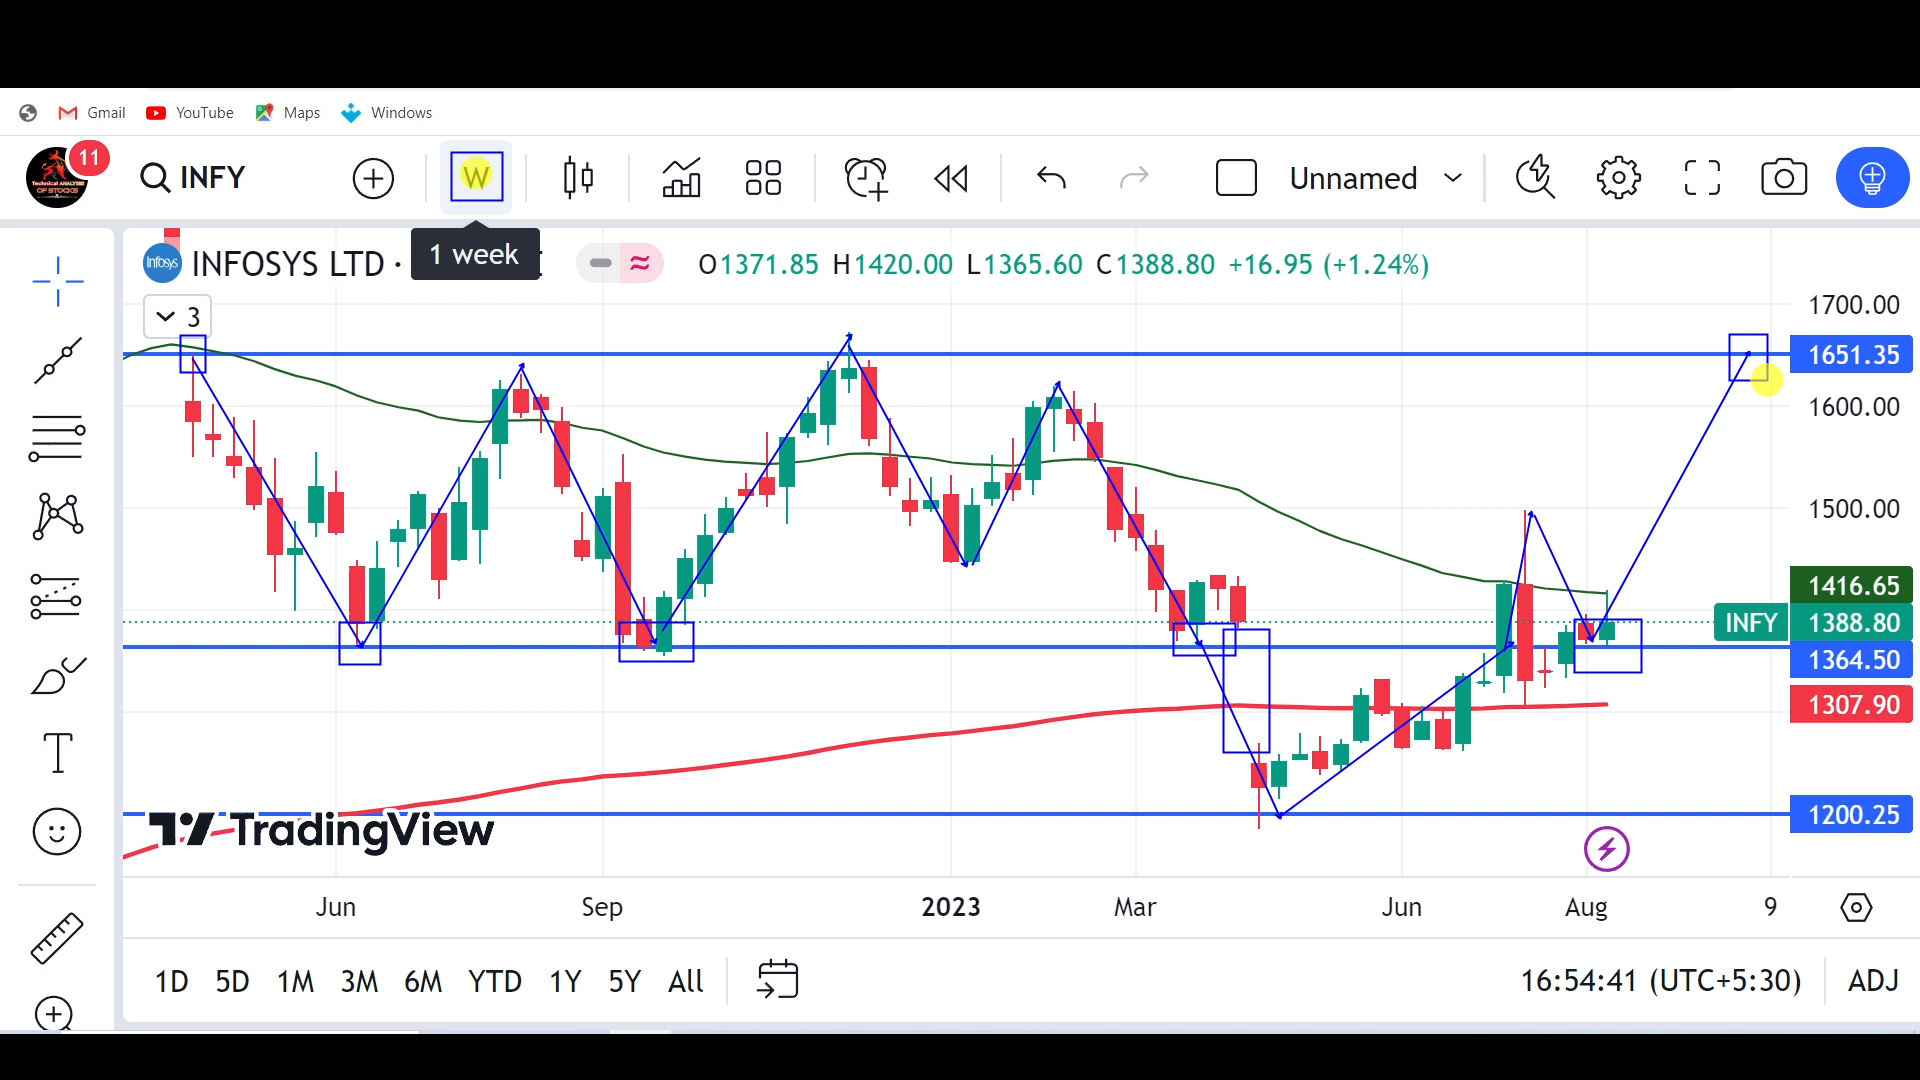 Gmail YouTube Maps Windows
11
INFY W Unnamed
1 week
Infosys INFOSYS LTD · O1371.85 H1420.00 L1365.60 C1388.80 +16.95 (+1.24%)
3
1700.00
1651.35
1600.00
1500.00
1416.65
INFY 1388.80
1364.50
1307.90
1200.25
TradingView
Jun Sep 2023 Mar Jun Aug 9
1D 5D 1M 3M 6M YTD 1Y 5Y All 16:54:41 (UTC+5:30) ADJ